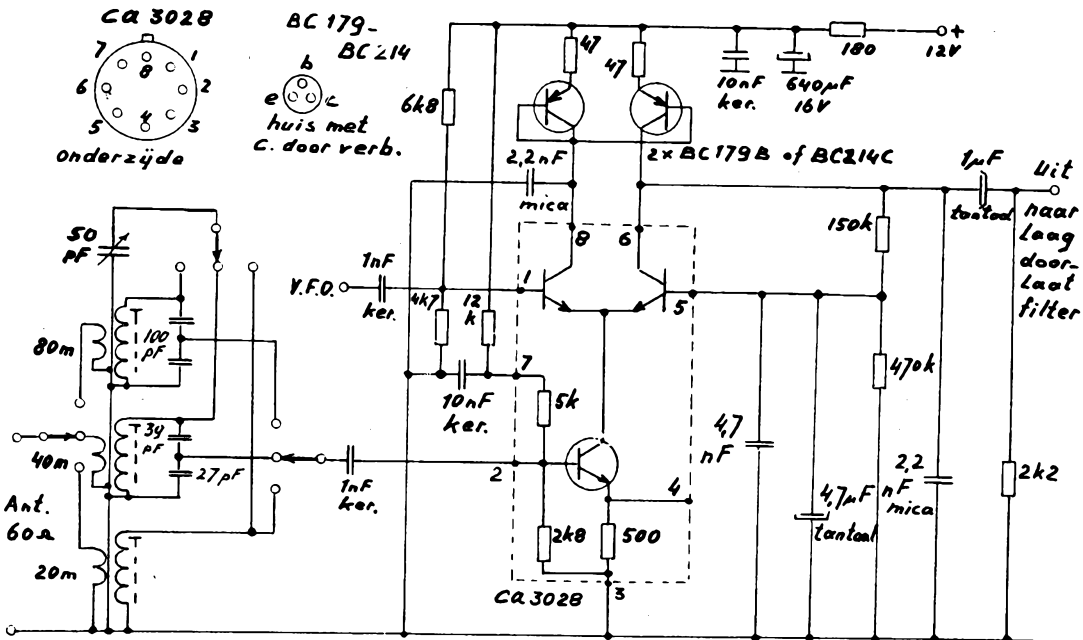 CA 3028
7
8
1
6
2
5
4
3
onderzijde
BC 179-
BC 214
b
e
c
huis met
c. doorverb.
47
47
180
+
12V
10nF
ker.
640µF
16V
6k8
2x BC179B of BC214C
2,2nF
mica
1µF
tantaal
Uit
naar
Laag
door-
Laat
filter
50
pF
8
6
150k
1nF
ker.
V.F.O.
4k7
12
k
1
5
80m
100
pF
10nF
ker.
7
5k
470k
39
pF
27pF
40m
1nF
ker.
2
4
4,7
nF
4,7µF
tantaal
2,2
nF
mica
2k2
Ant.
60Ω
20m
2k8
500
3
CA 3028